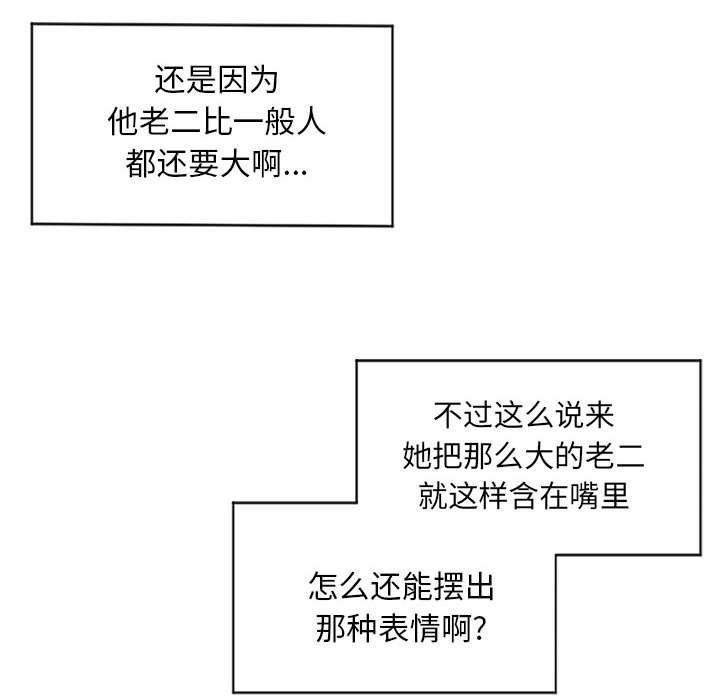 还是因为
他老二比一般人
都还要大啊...
不过这么说来
她把那么大的老二
就这样含在嘴里
怎么还能摆出
那种表情啊?